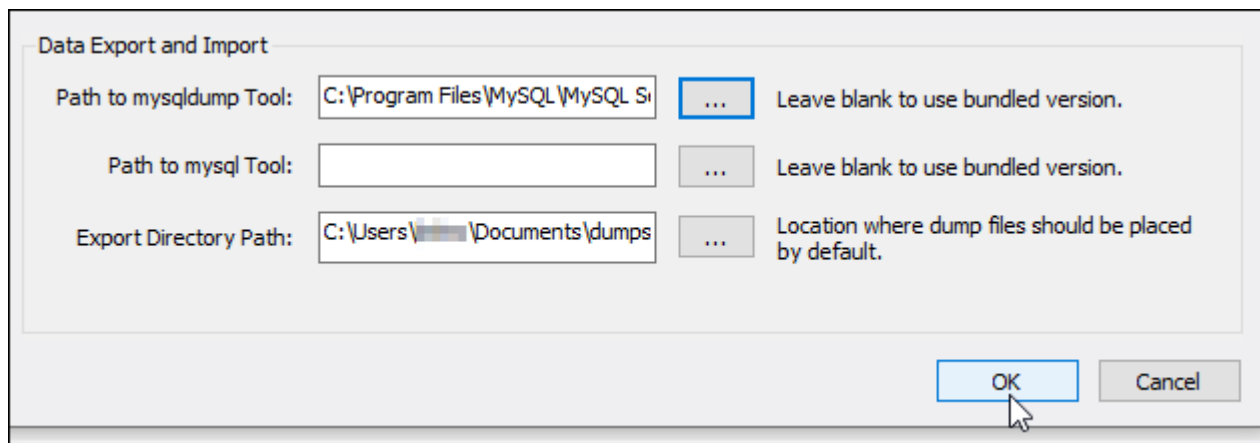 Data Export and Import
Path to mysqldump Tool: C:\Program Files\MySQL\MySQL S ... Leave blank to use bundled version.
Path to mysql Tool: ... Leave blank to use bundled version.
Export Directory Path: C:\Users\ \Documents\dumps ... Location where dump files should be placed
by default.
OK Cancel